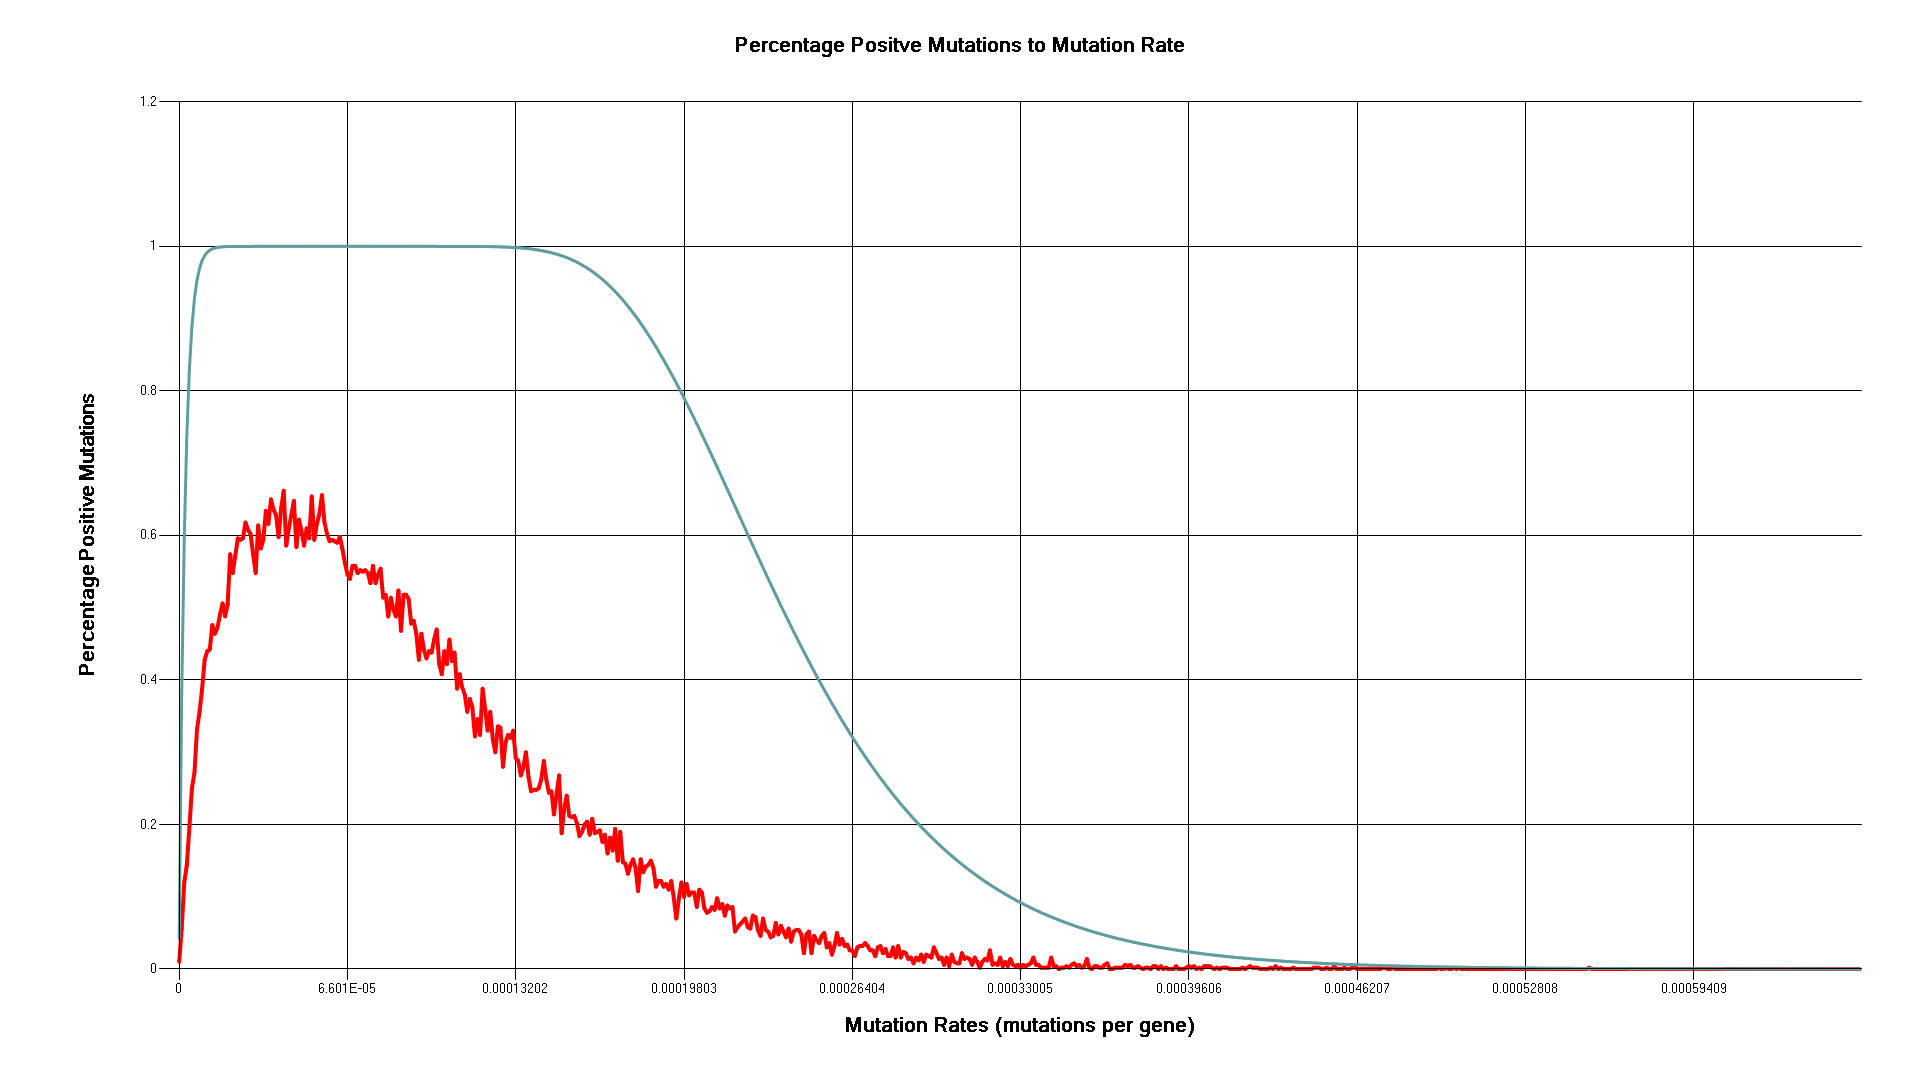 Percentage Positve Mutations to Mutation Rate
1.2
1
0.8
0.6
0.4
0.2
0
Percentage Positive Mutations
0 6.601E-05 0.00013202 0.00019803 0.00026404 0.00033005 0.00039606 0.00046207 0.00052808 0.00059409
Mutation Rates (mutations per gene)